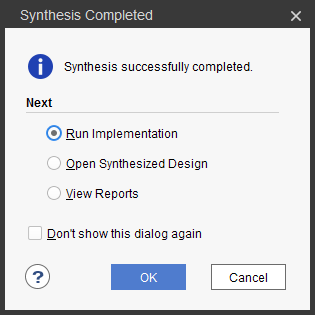 Synthesis Completed
Synthesis successfully completed.
Next
Run Implementation
Open Synthesized Design
View Reports
Don't show this dialog again
?
OK
Cancel